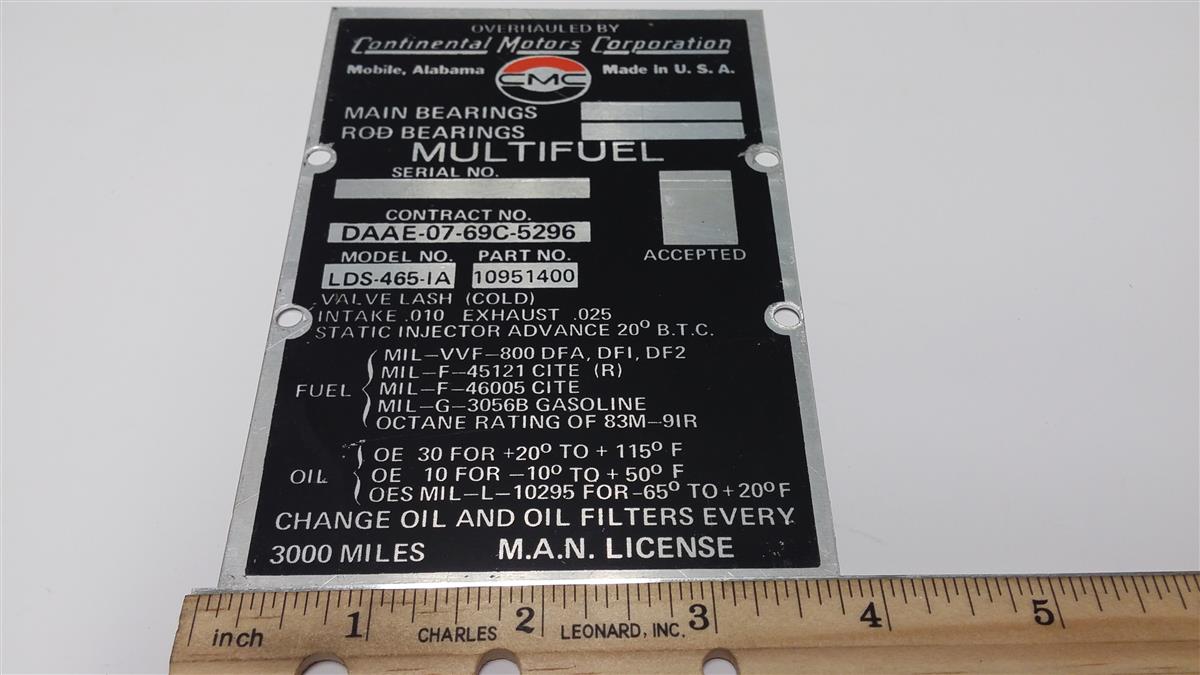 OVERHAULED BY
Continental Motors Corporation
Mobile, Alabama CMC Made in U. S. A.
MAIN BEARINGS
ROD BEARINGS
MULTIFUEL
SERIAL NO.
CONTRACT NO.
DAAE-07-69C-5296
ACCEPTED
MODEL NO. PART NO.
LDS-465-IA 10951400
VALVE LASH (COLD)
INTAKE .010 EXHAUST .025
STATIC INJECTOR ADVANCE 20° B.T.C.
FUEL
MIL-VVF-800 DFA, DFI, DF2
MIL-F-45121 CITE (R)
MIL-F-46005 CITE
MIL-G-3056B GASOLINE
OCTANE RATING OF 83M-9IR
OIL
OE 30 FOR +20° TO + 115° F
OE 10 FOR -10° TO + 50° F
OES MIL-L-10295 FOR -65° TO +20° F
CHANGE OIL AND OIL FILTERS EVERY
3000 MILES M.A.N. LICENSE
inch 1 CHARLES 2 LEONARD, INC. 3 4 5